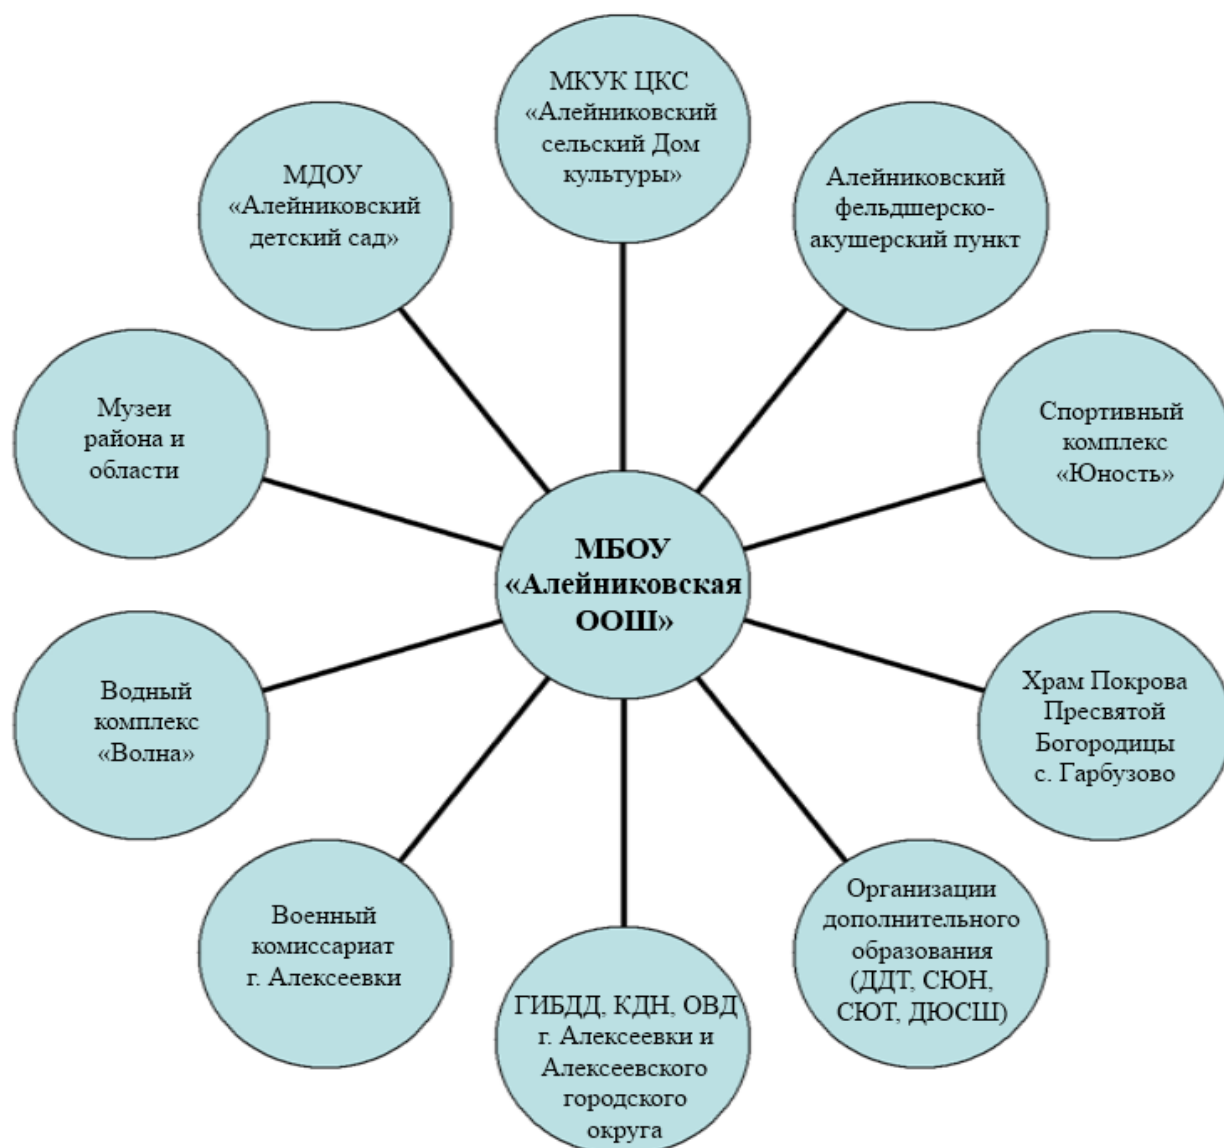 МКУК ЦКС
«Алейниковский
сельский Дом
культуры»
МДОУ
«Алейниковский
детский сад»
Алейниковский
фельдшерско-
акушерский пункт
Музеи
района и
области
Спортивный
комплекс
«Юность»
МБОУ
«Алейниковская
ООШ»
Водный
комплекс
«Волна»
Храм Покрова
Пресвятой
Богородицы
с. Гарбузово
Военный
комиссариат
г. Алексеевки
Организации
дополнительного
образования
(ДДТ, СЮН,
СЮТ, ДЮСШ)
ГИБДД, КДН, ОВД
г. Алексеевки и
Алексеевского
городского
округа